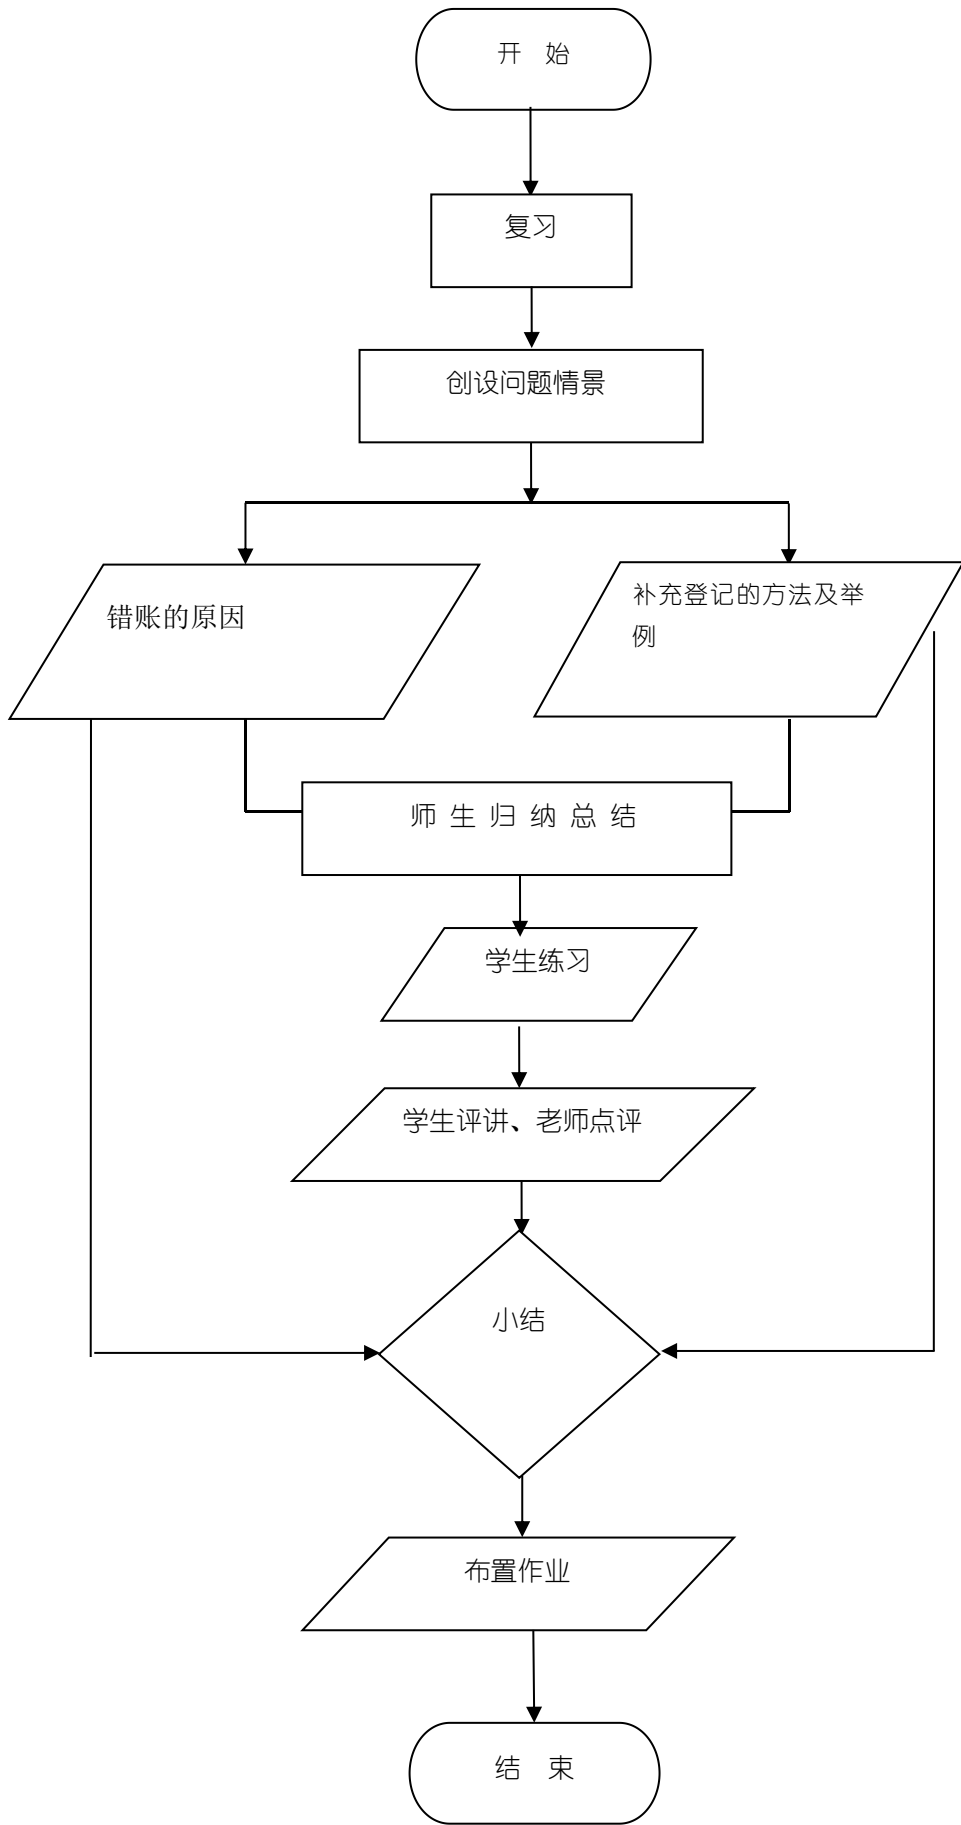 开 始
复习
创设问题情景
错账的原因
补充登记的方法及举
例
师 生 归 纳 总 结
学生练习
学生评讲、老师点评
小结
布置作业
结 束